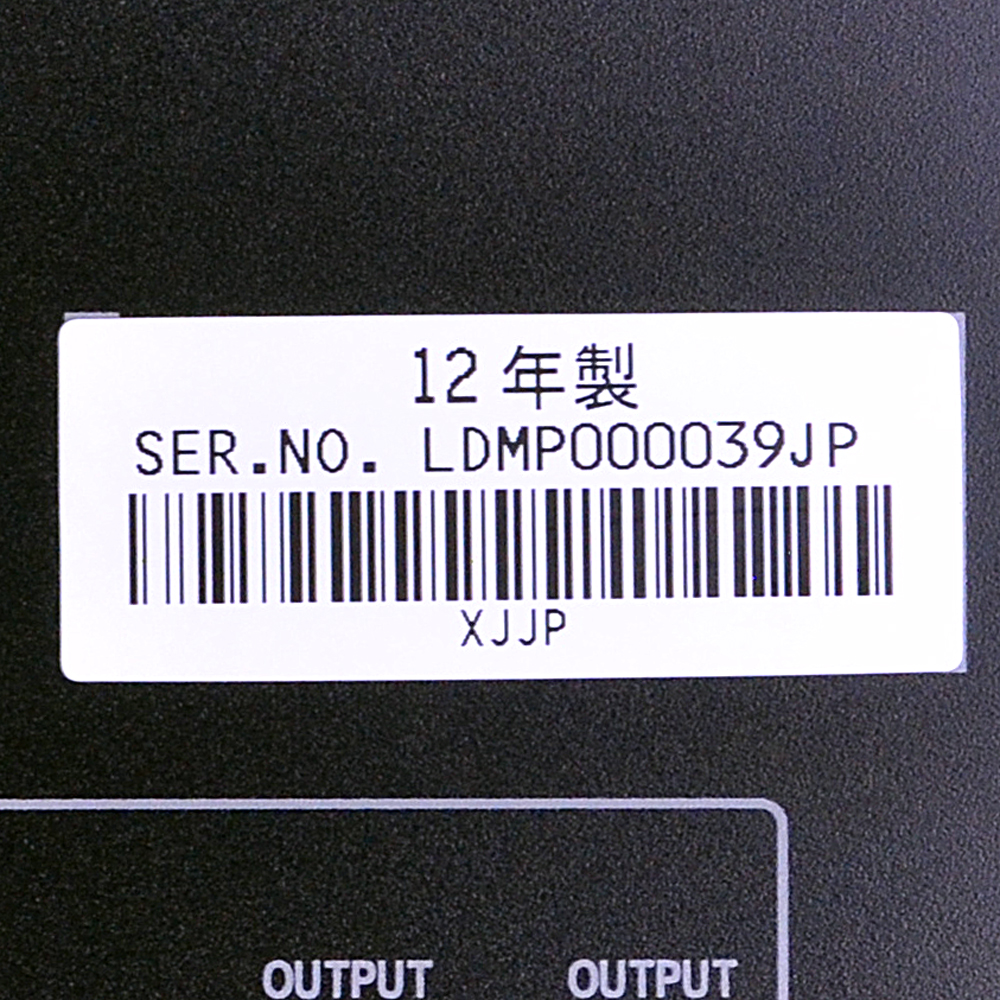 12 年製
SER.NO. LDMP000039JP
XJJP
OUTPUT OUTPUT